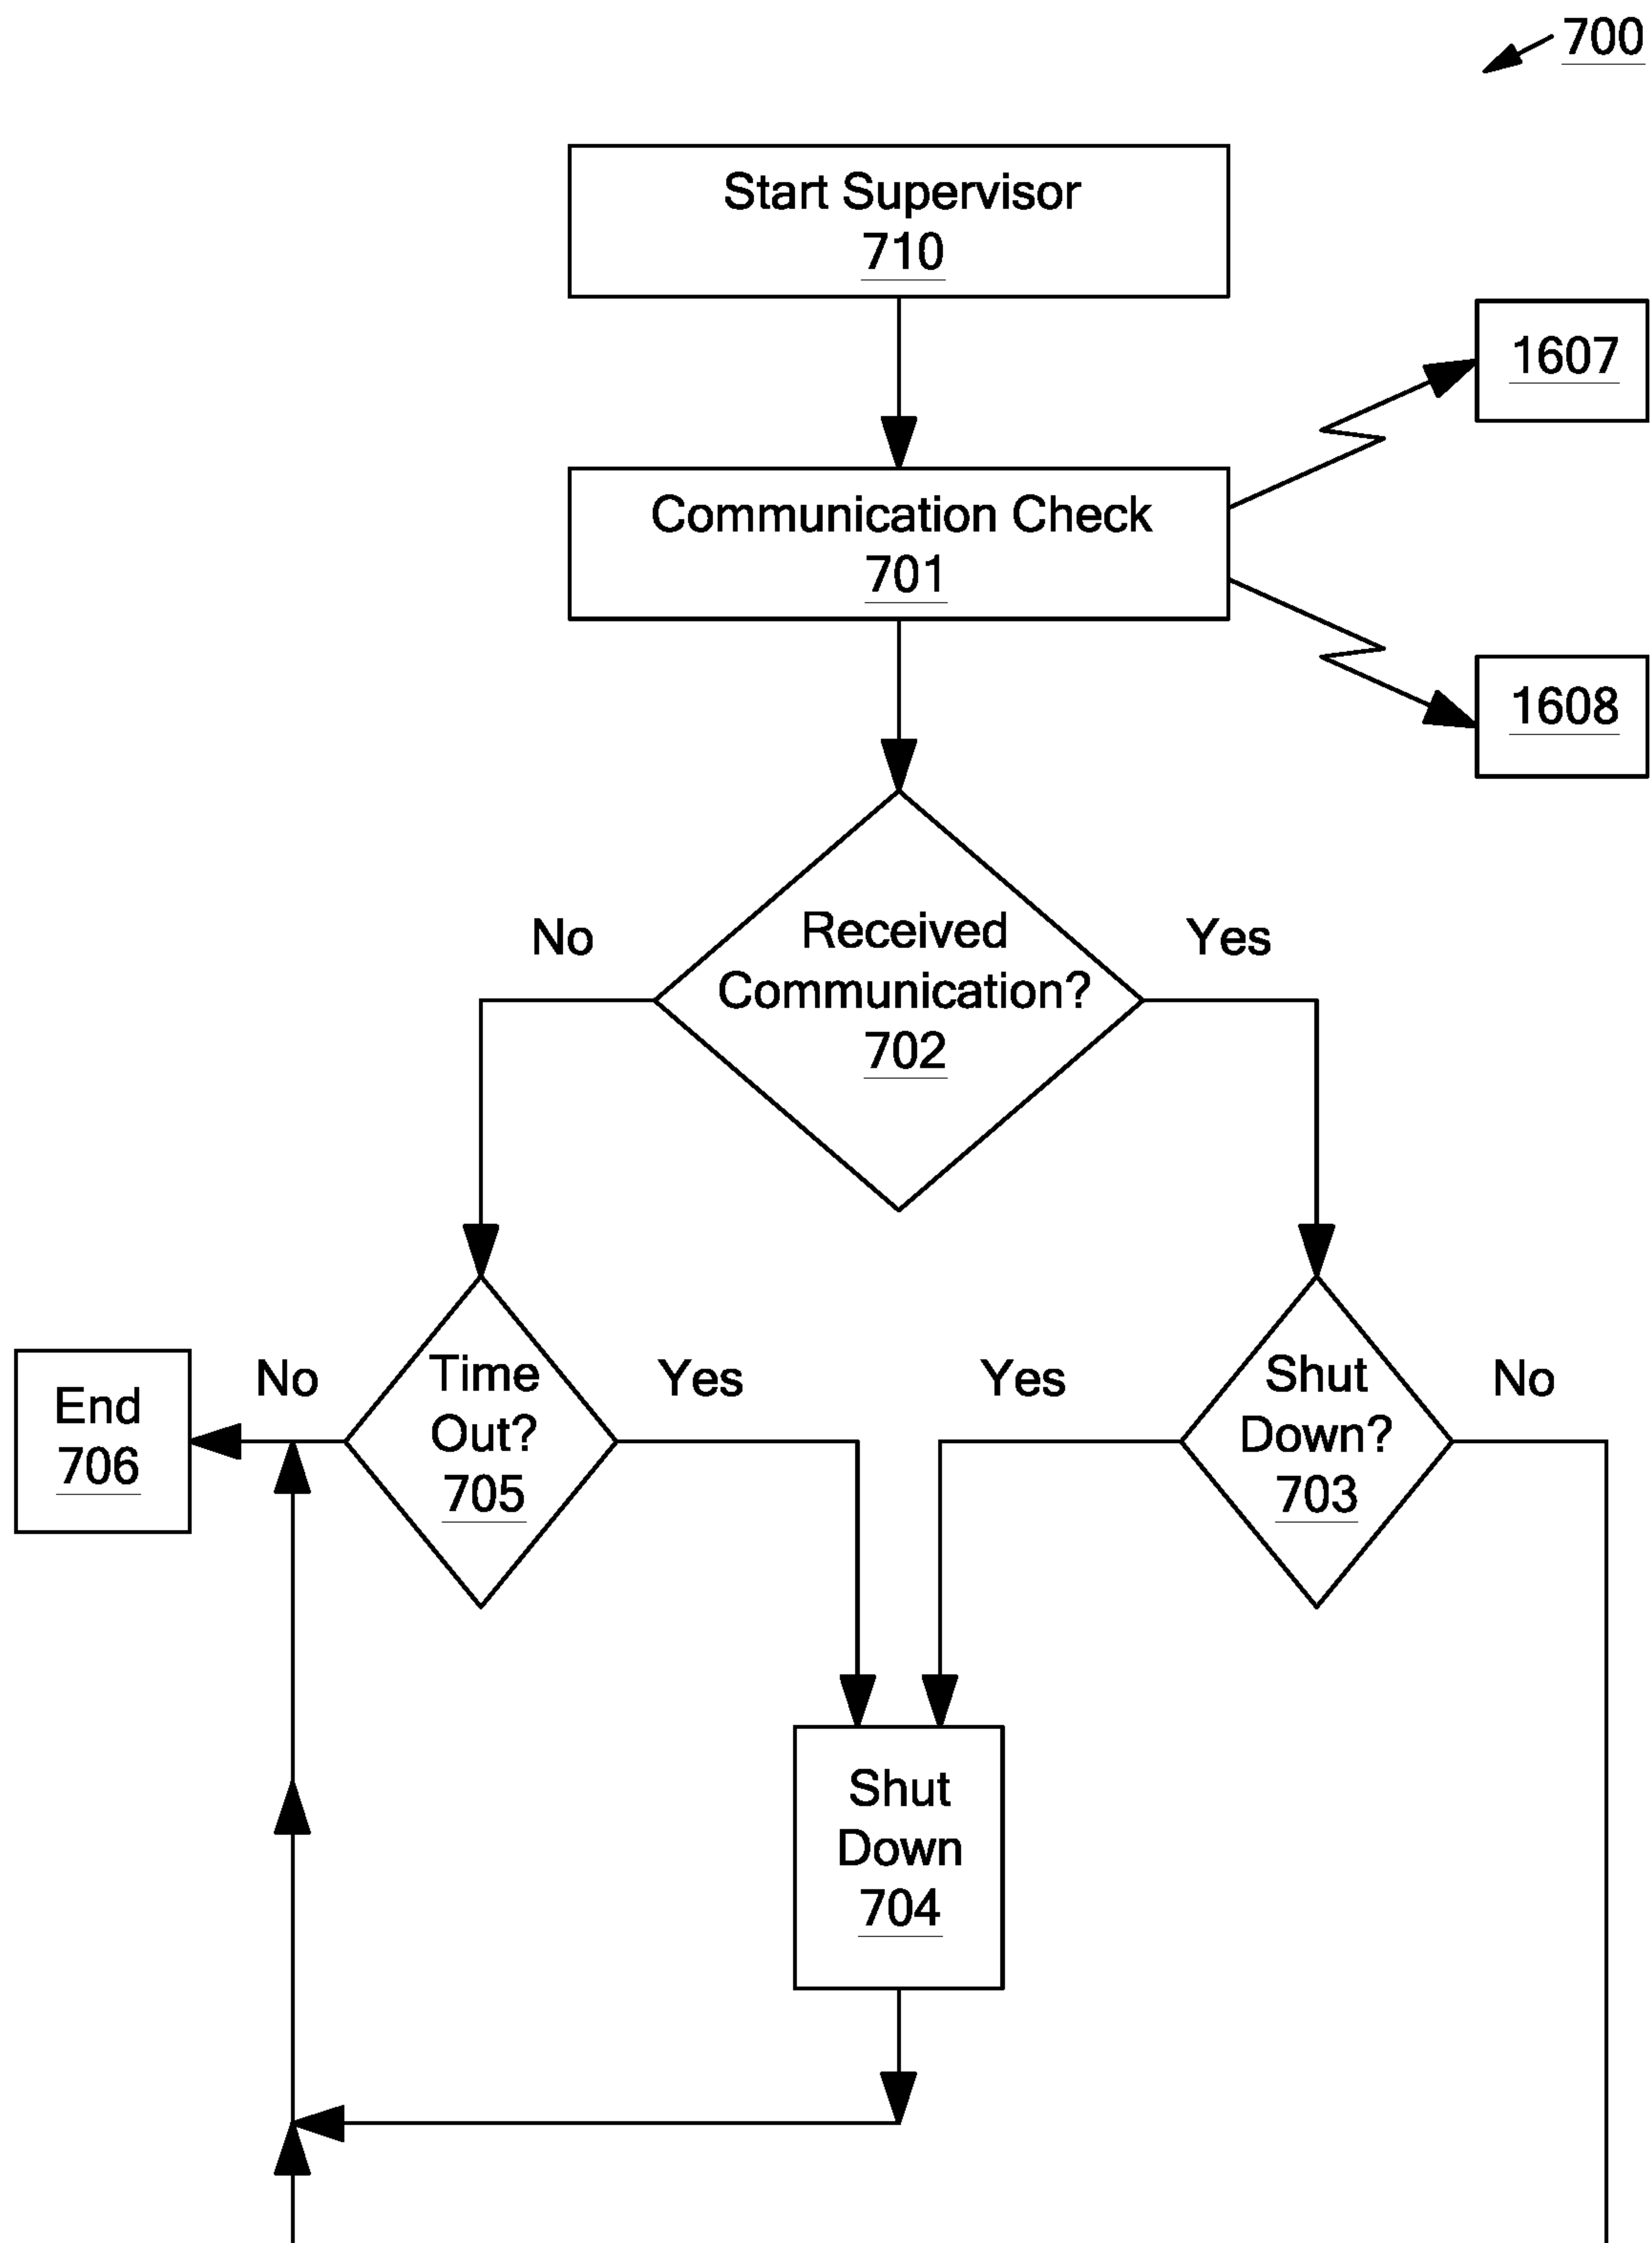 700
Start Supervisor
710
1607
Communication Check
701
1608
No
Received
Communication?
702
Yes
End
706
No
Time
Out?
705
Yes
Yes
Shut
Down?
703
No
Shut
Down
704